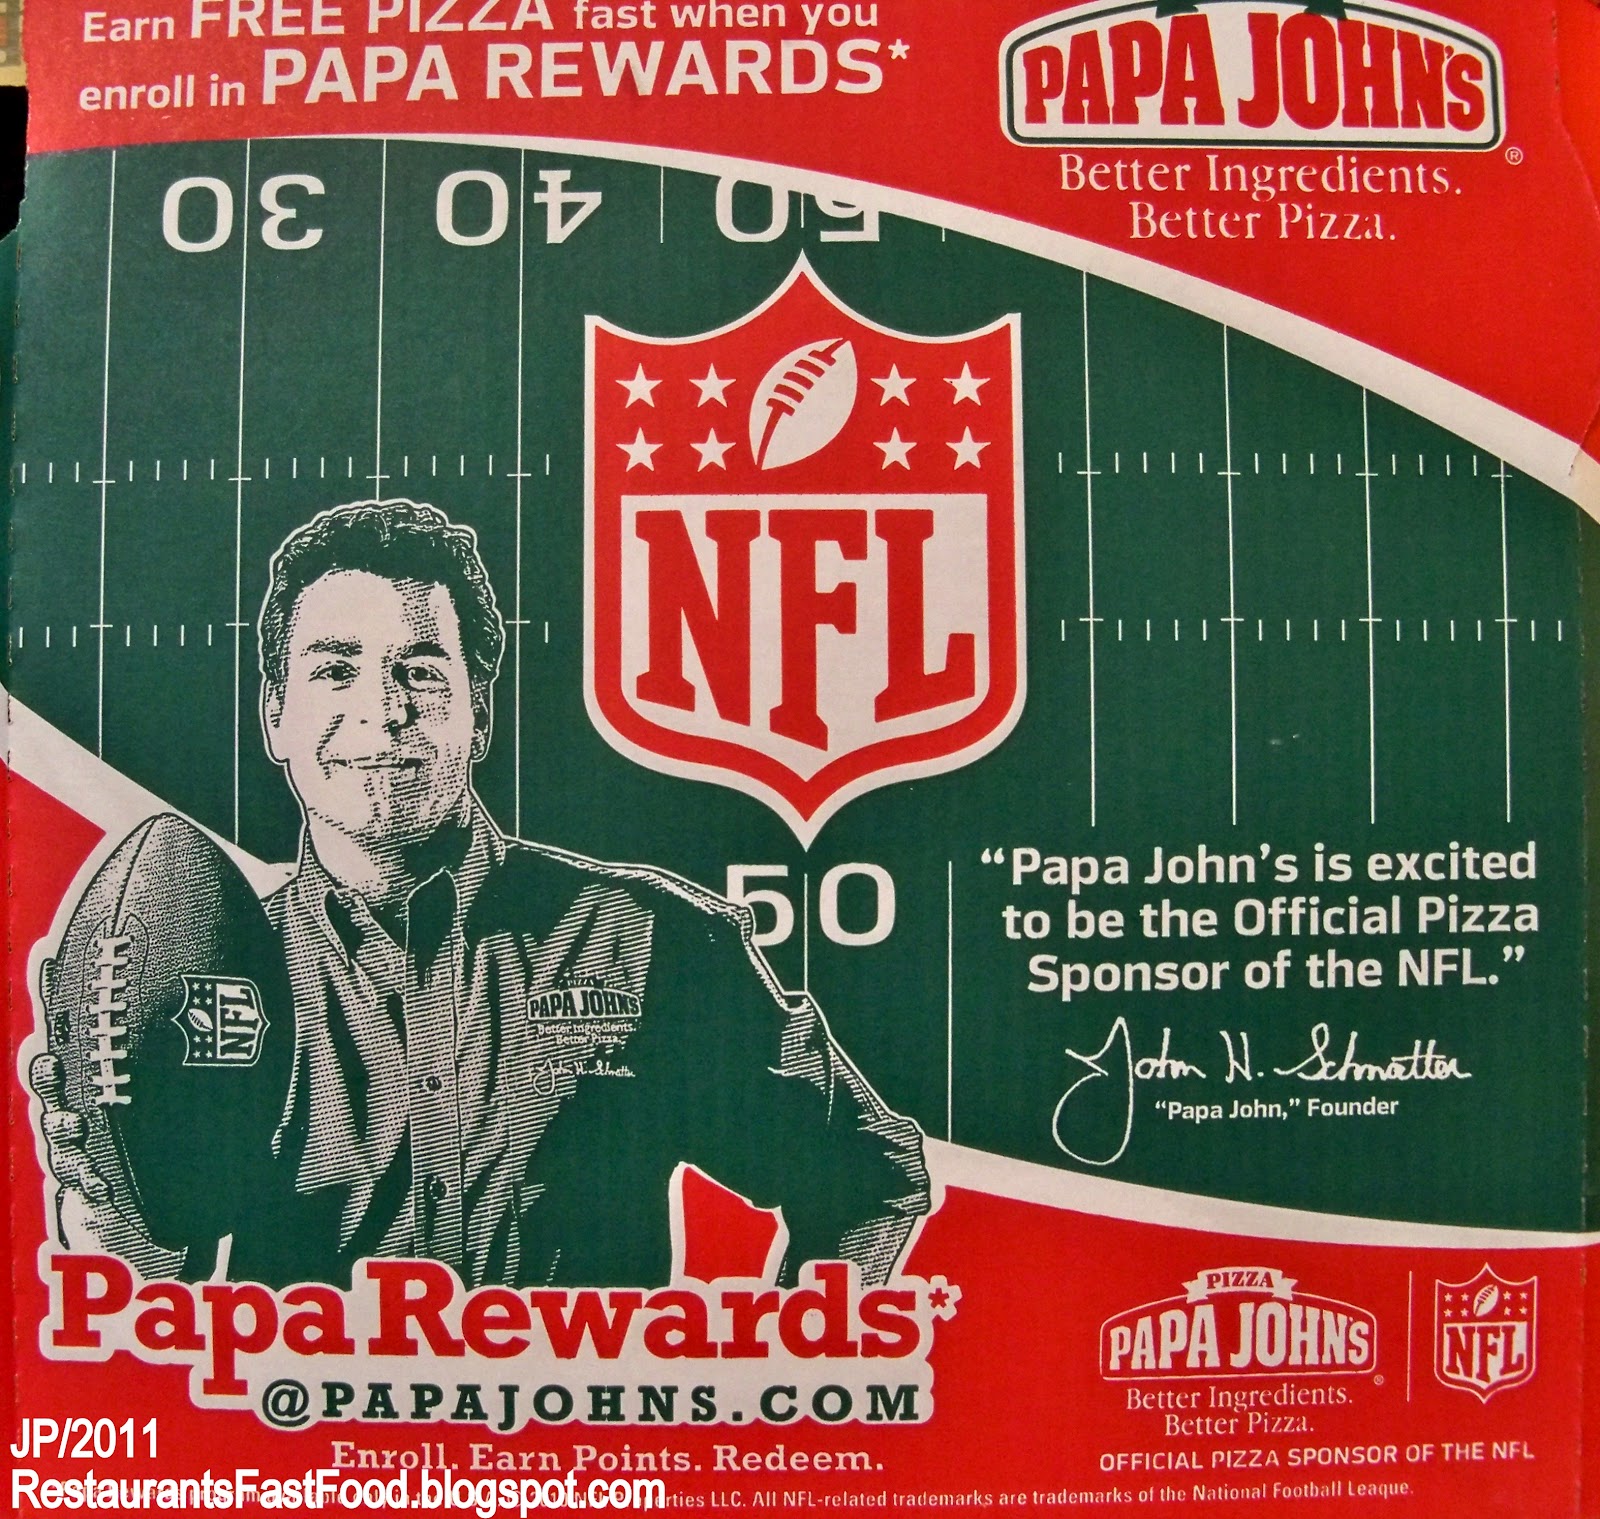 Earn FREE PIZZA fast when you
enroll in PAPA REWARDS*
PAPA JOHN'S
®
Better Ingredients.
Better Pizza.
30
40
50
NFL
50
"Papa John's is excited
to be the Official Pizza
Sponsor of the NFL."
John H. Schnatter
"Papa John," Founder
NFL
PIZZA
PAPA JOHN'S
Better Ingredients.
Better Pizza.
John H. Schnatter
Papa Rewards*
@PAPAJOHNS.COM
Enroll. Earn Points. Redeem.
PIZZA
PAPA JOHN'S
®
Better Ingredients.
Better Pizza.
NFL
OFFICIAL PIZZA SPONSOR OF THE NFL
LLC. All NFL-related trademarks are trademarks of the National Football League.
JP/2011
RestaurantsFastFood.blogspot.com